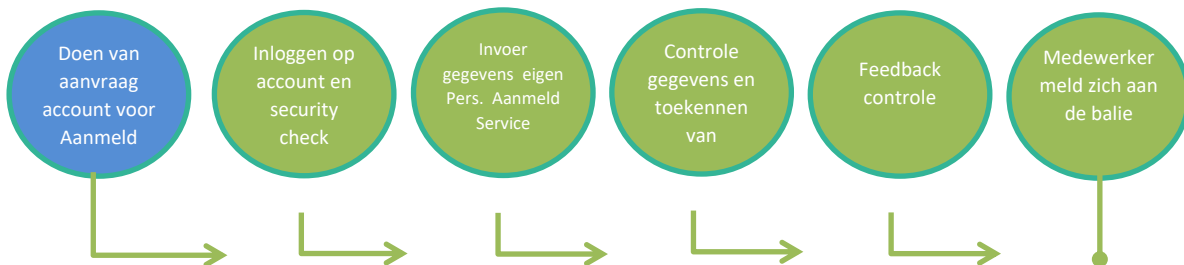 Doen van
aanvraag
account voor
Aanmeld
Inloggen op
account en
security
check
Invoer
gegevens eigen
Pers. Aanmeld
Service
Controle
gegevens en
toekennen
van
Feedback
controle
Medewerker
meld zich aan
de balie